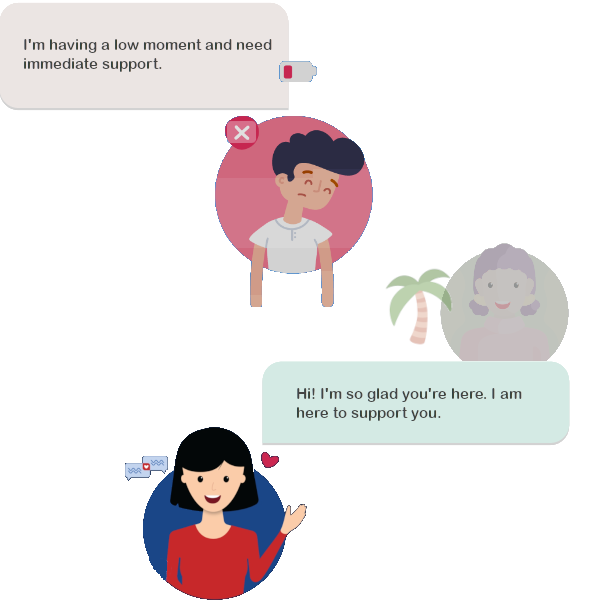 I'm having a low moment and need
immediate support.
Hi! I'm so glad you're here. I am
here to support you.